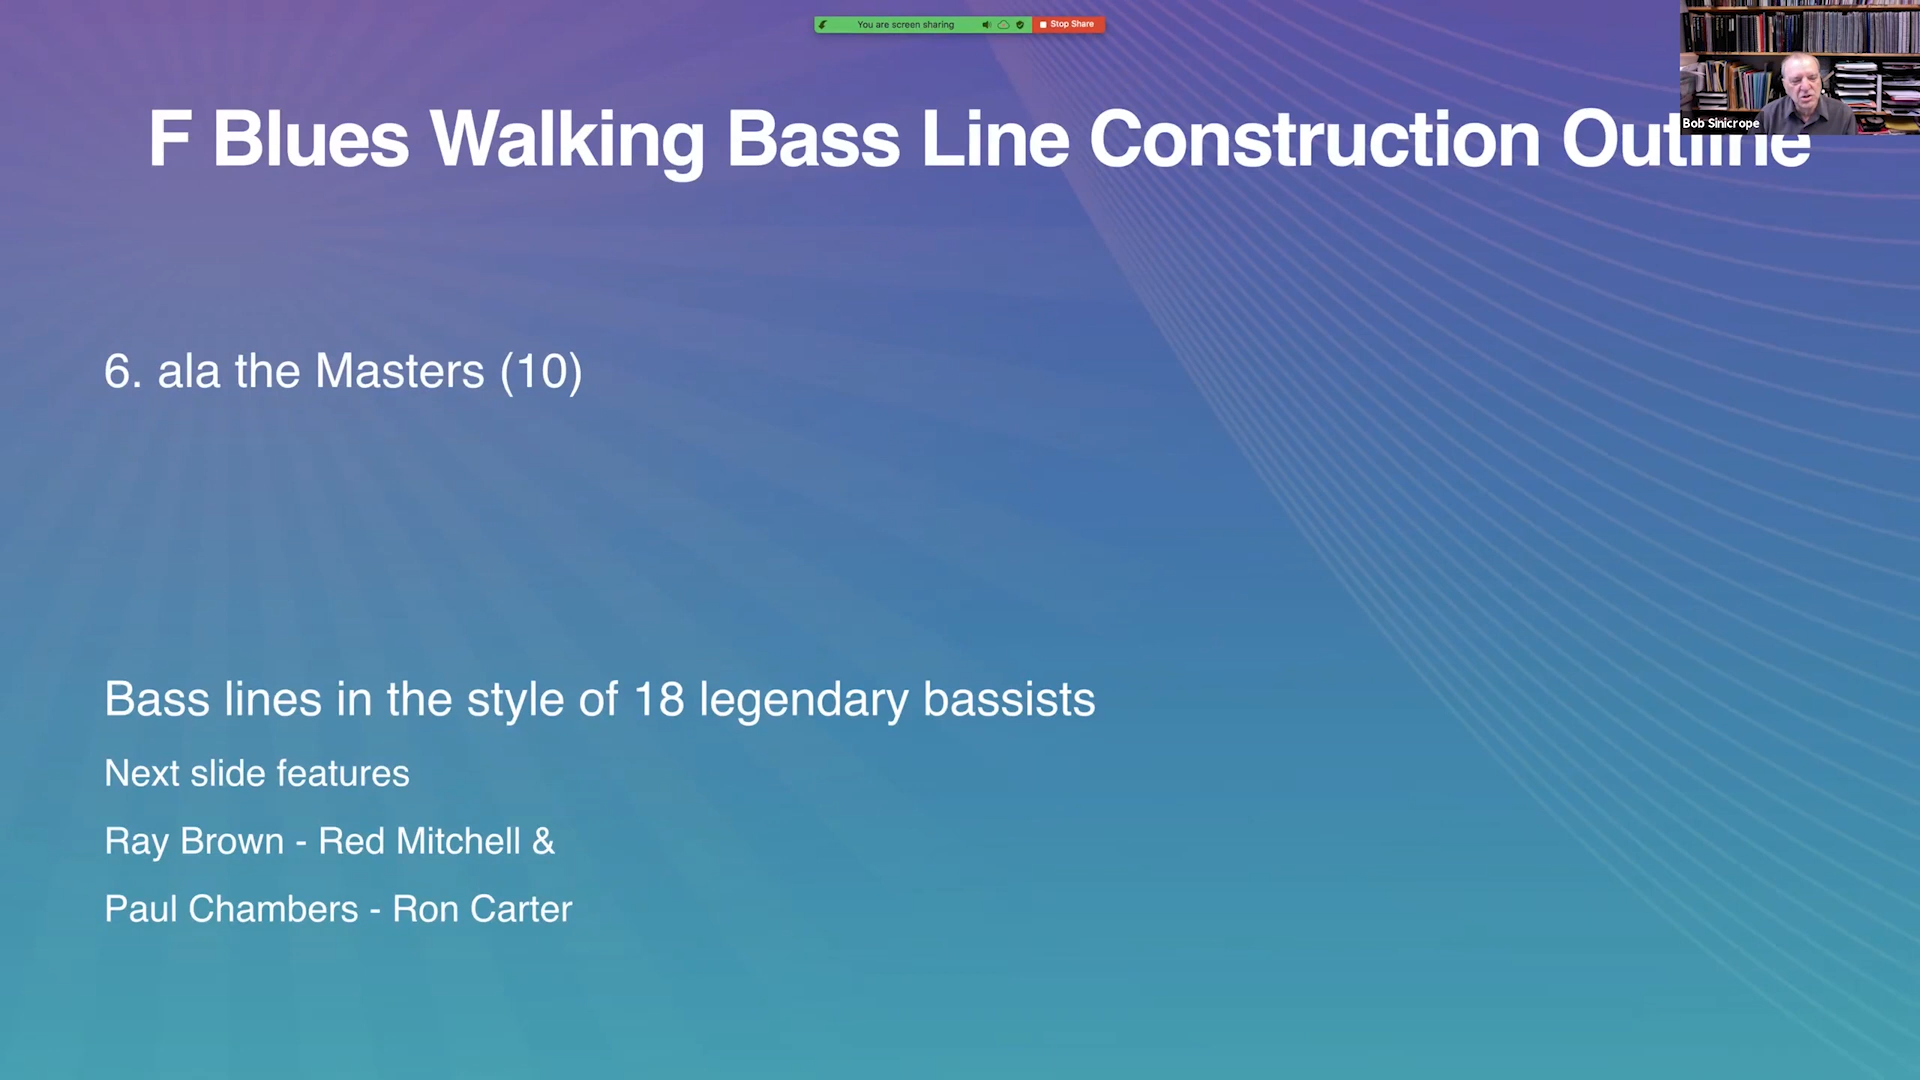 You are screen sharing
Stop Share
F Blues Walking Bass Line Construction Outline
Bob Sinicrope
6. ala the Masters (10)
Bass lines in the style of 18 legendary bassists
Next slide features
Ray Brown - Red Mitchell &
Paul Chambers - Ron Carter